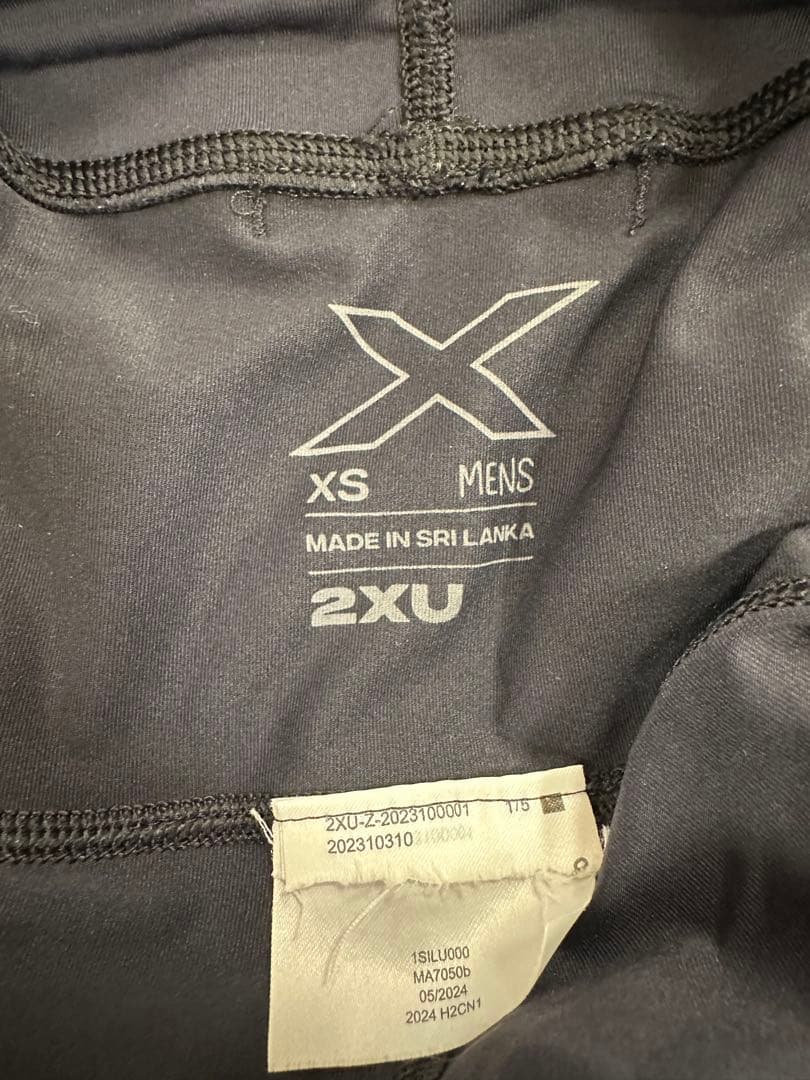 XS MENS
MADE IN SRI LANKA
2XU
2XU-Z-2023100001 1/5
202310310
1SILU000
MA7050b
05/2024
2024 H2CN1